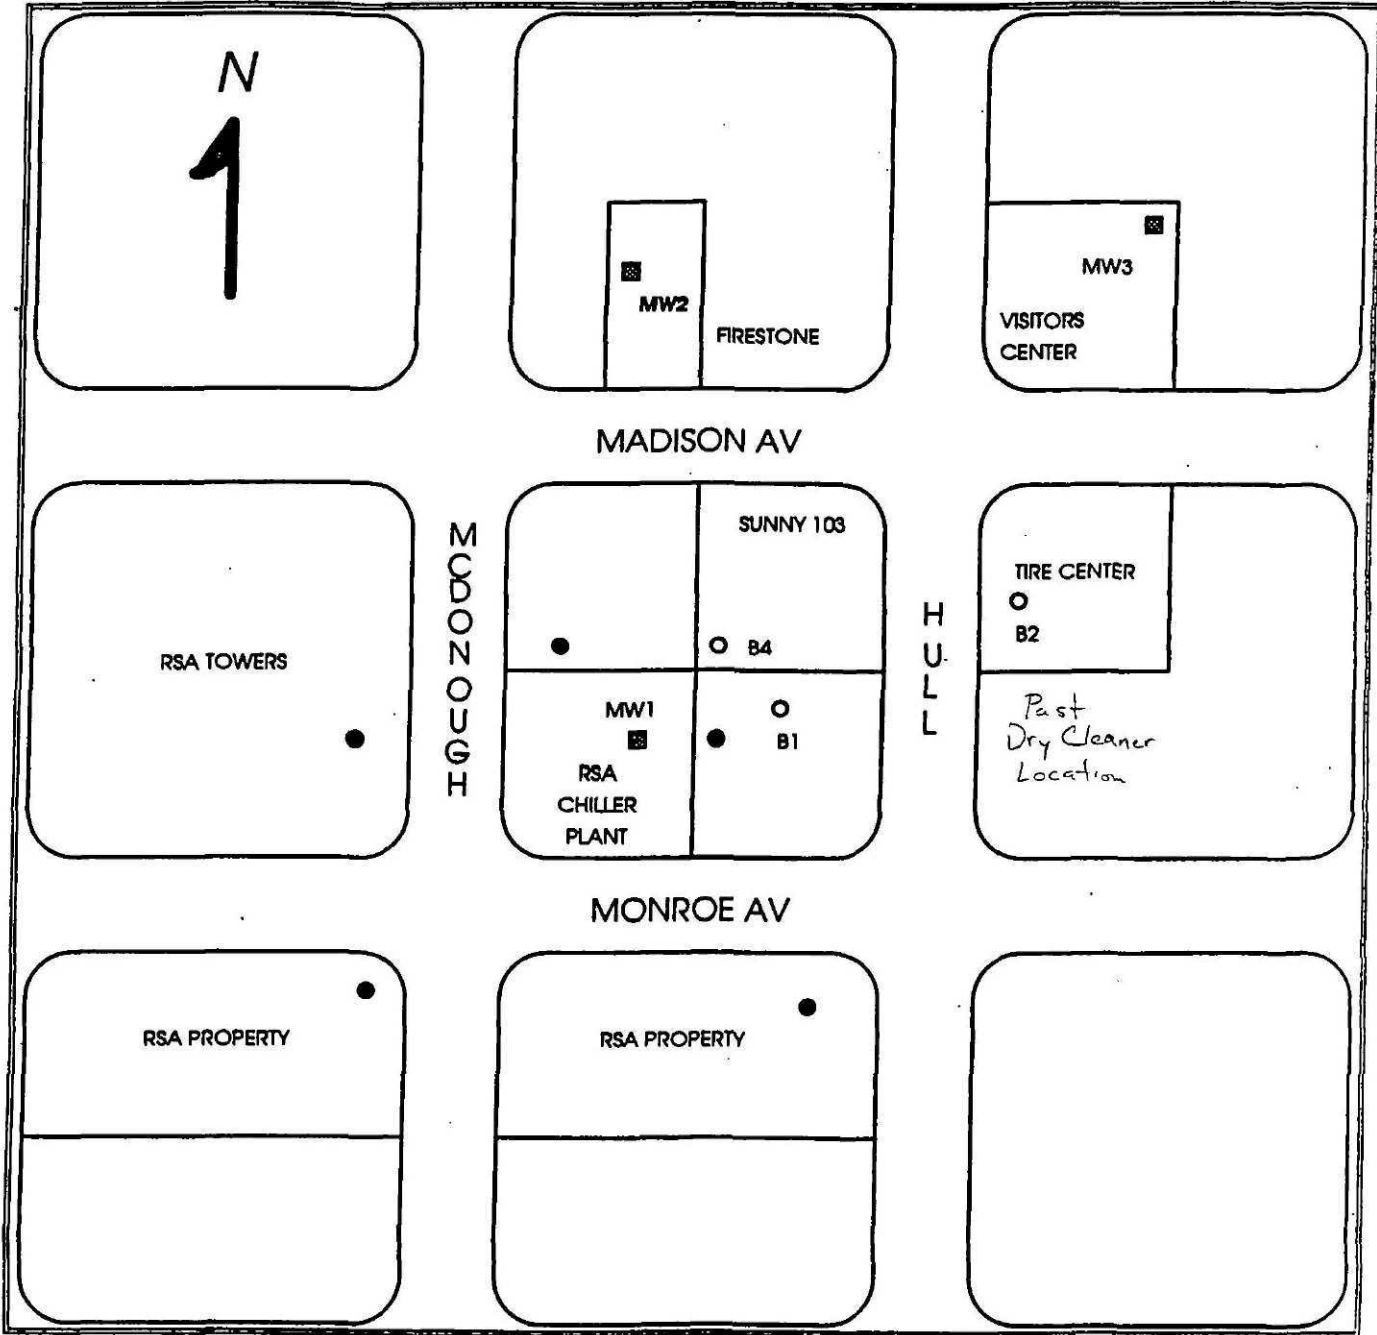 N
MW2
FIRESTONE
MW3
VISITORS
CENTER
MADISON AV
RSA TOWERS
MCDONOUGH
SUNNY 103
B4
MW1
B1
RSA
CHILLER
PLANT
HULL
TIRE CENTER
B2
Past
Dry Cleaner
Location
MONROE AV
RSA PROPERTY
RSA PROPERTY